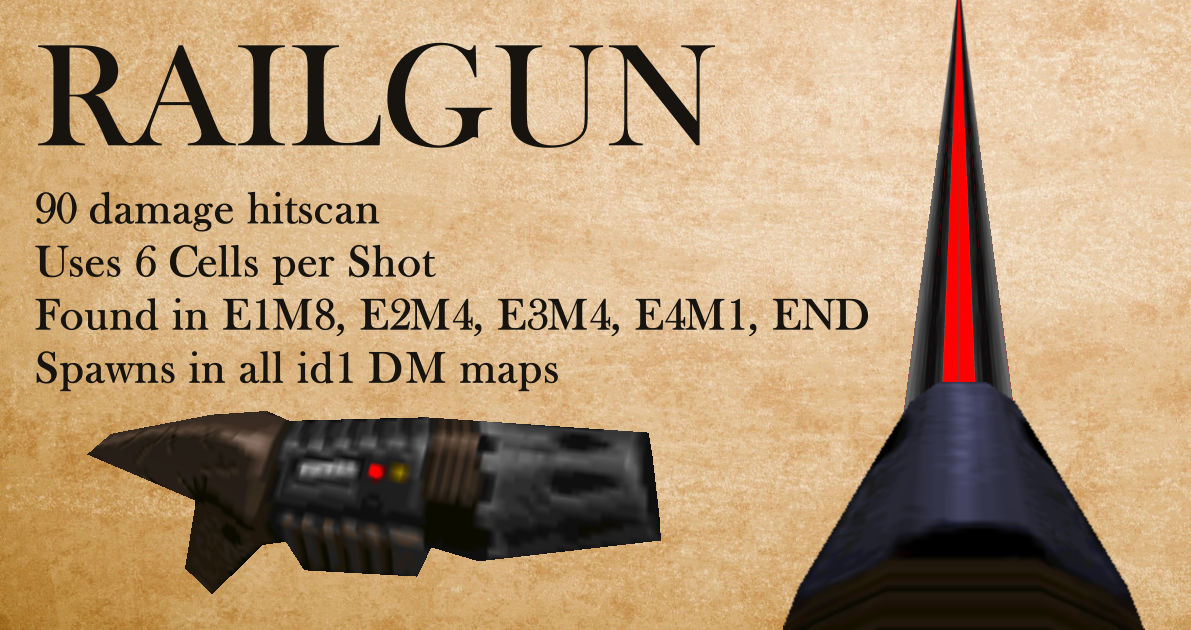 RAILGUN
90 damage hitscan
Uses 6 Cells per Shot
Found in E1M8, E2M4, E3M4, E4M1, END
Spawns in all id1 DM maps